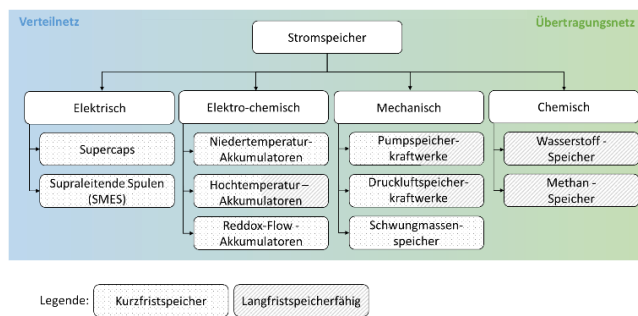 Verteilnetz
Übertragungsnetz
Stromspeicher
Elektrisch
Elektro-chemisch
Mechanisch
Chemisch
Supercaps
Supraleitende Spulen
(SMES)
Niedertemperatur-
Akkumulatoren
Hochtemperatur –
Akkumulatoren
Reddox-Flow -
Akkumulatoren
Pumpspeicher-
kraftwerke
Druckluftspeicher-
kraftwerke
Schwungmassen-
speicher
Wasserstoff -
Speicher
Methan -
Speicher
Legende:
Kurzfristspeicher
Langfristspeicherfähig